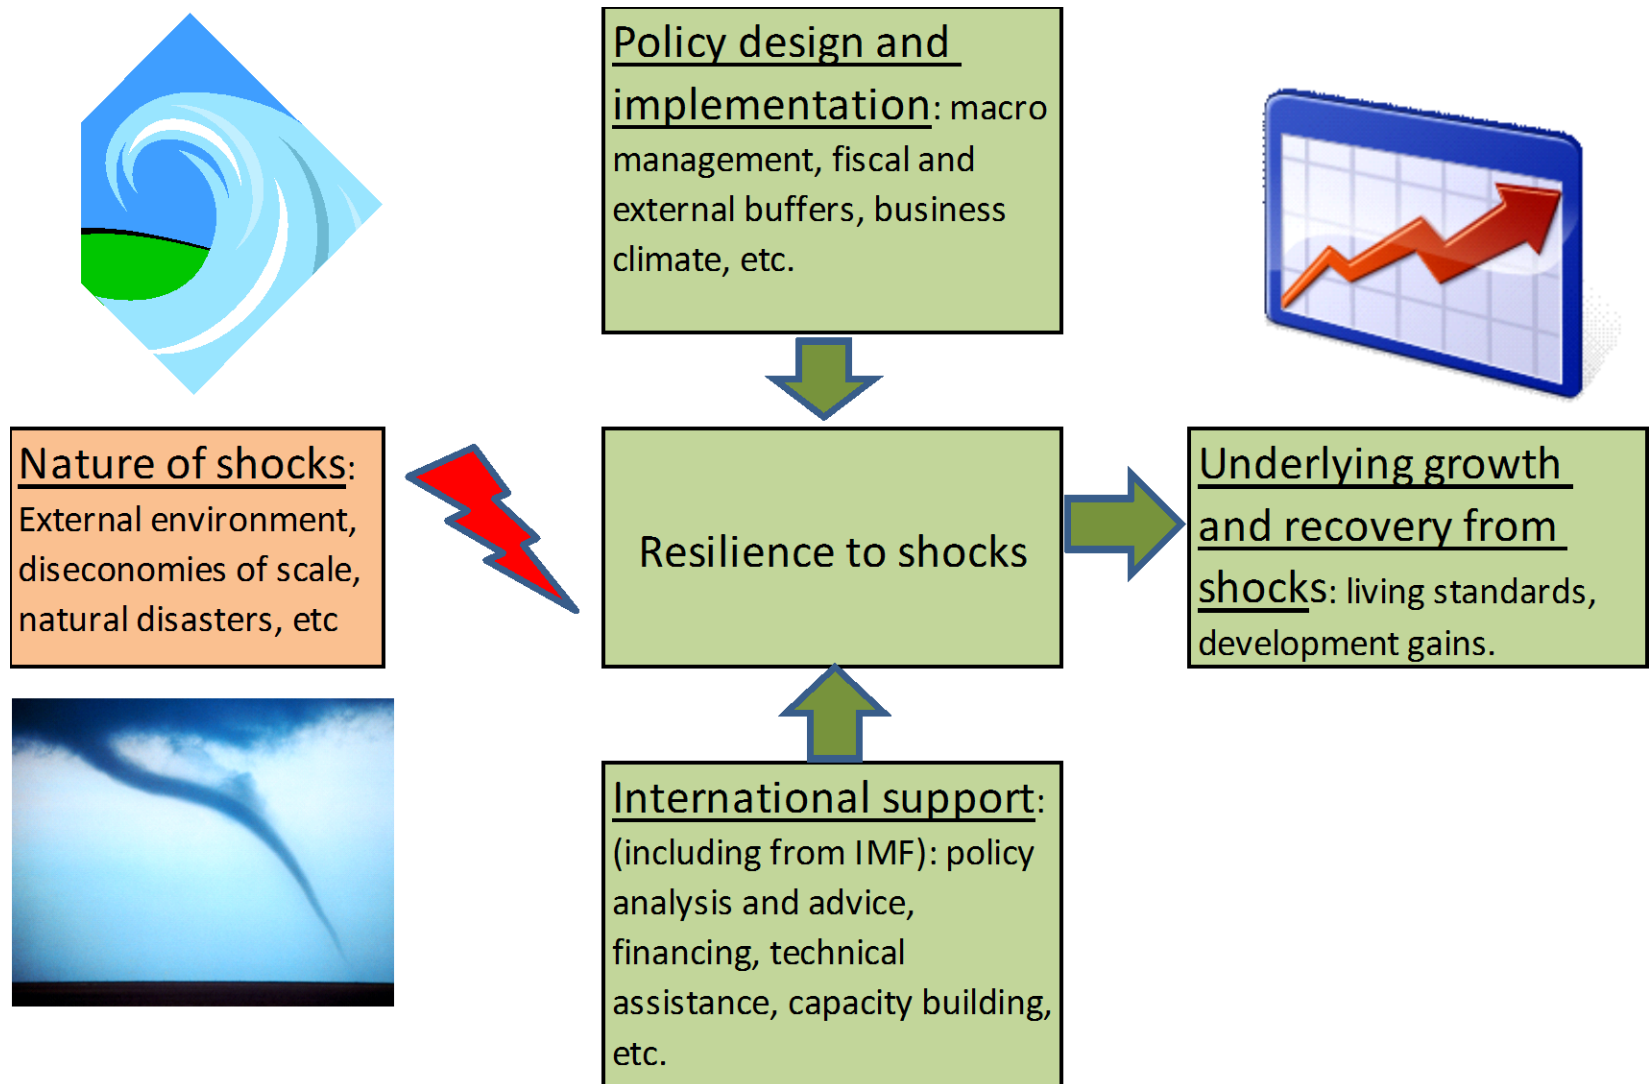 Policy design and
implementation: macro
management, fiscal and
external buffers, business
climate, etc.
Nature of shocks:
External environment,
diseconomies of scale,
natural disasters, etc
Resilience to shocks
Underlying growth
and recovery from
shocks: living standards,
development gains.
International support:
(including from IMF): policy
analysis and advice,
financing, technical
assistance, capacity building,
etc.